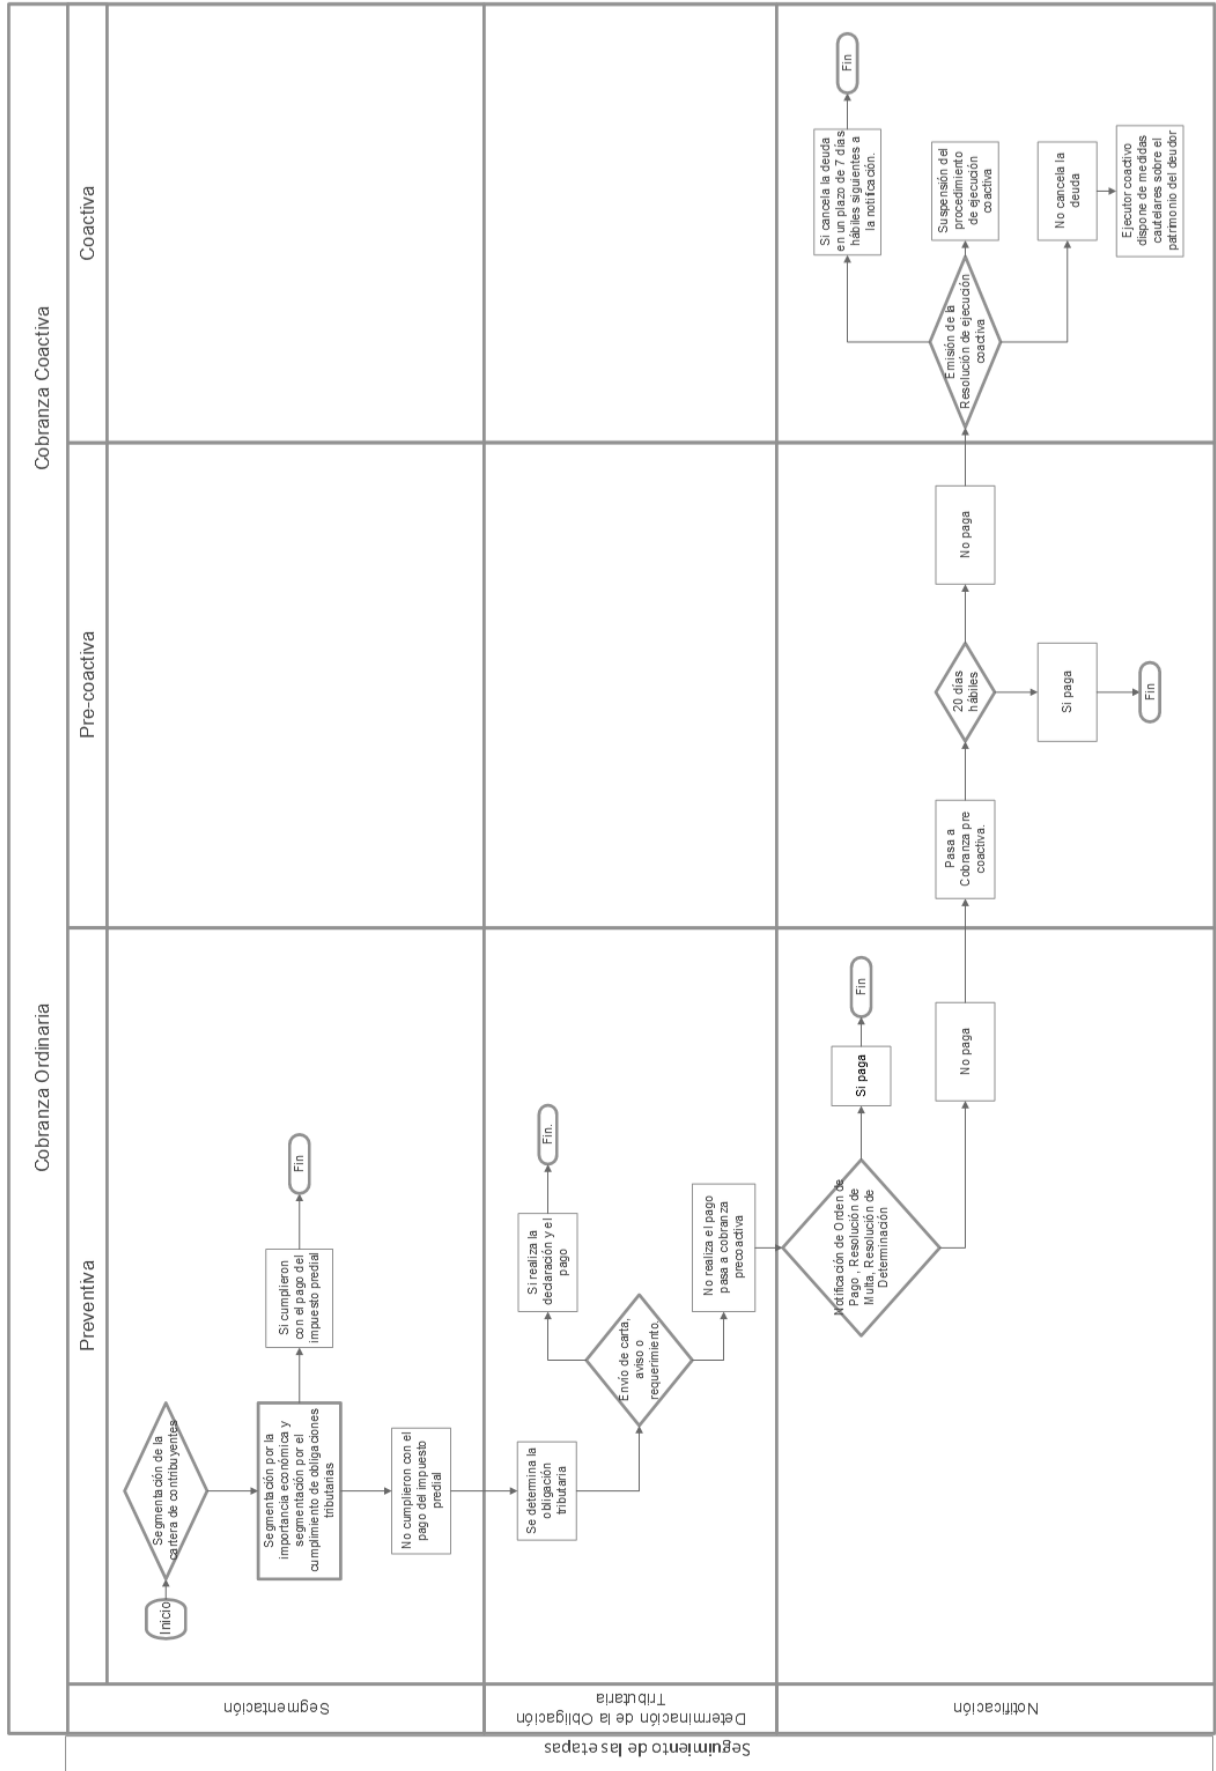 Cobranza Ordinaria
Cobranza Coactiva
Preventiva
Pre-coactiva
Coactiva
Seguimiento de las etapas
Segmentación
Inicio
Segmentación de la
cartera de contribuyentes
Segmentación por la
importancia económica y
segmentación por el
cumplimiento de obligaciones
tributarias
Si cumplieron
con el pago del
impuesto predial
Fin
No cumplieron con el
pago del impuesto
predial
Determinación de la Obligación
Tributaria
Se determina la
obligación
tributaria
Envío de carta,
aviso o
requerimiento.
Si realiza la
declaración y el
pago
Fin.
No realiza el pago
pasa a cobranza
precoactiva
Notificación
Notificación de Orden de
Pago , Resolución de
Multa, Resolución de
Determinación
Si paga
Fin
No paga
Pasa a
Cobranza pre
coactiva.
20 días
hábiles
Si paga
Fin
No paga
Emisión de la
Resolución de ejecución
coactiva
Si cancela la deuda
en un plazo de 7 días
hábiles siguientes a
la notificación.
Fin
Suspensión del
procedimiento
de ejecución
coactiva
No cancela la
deuda
Ejecutor coactivo
dispone de medidas
cautelares sobre el
patrimonio del deudor